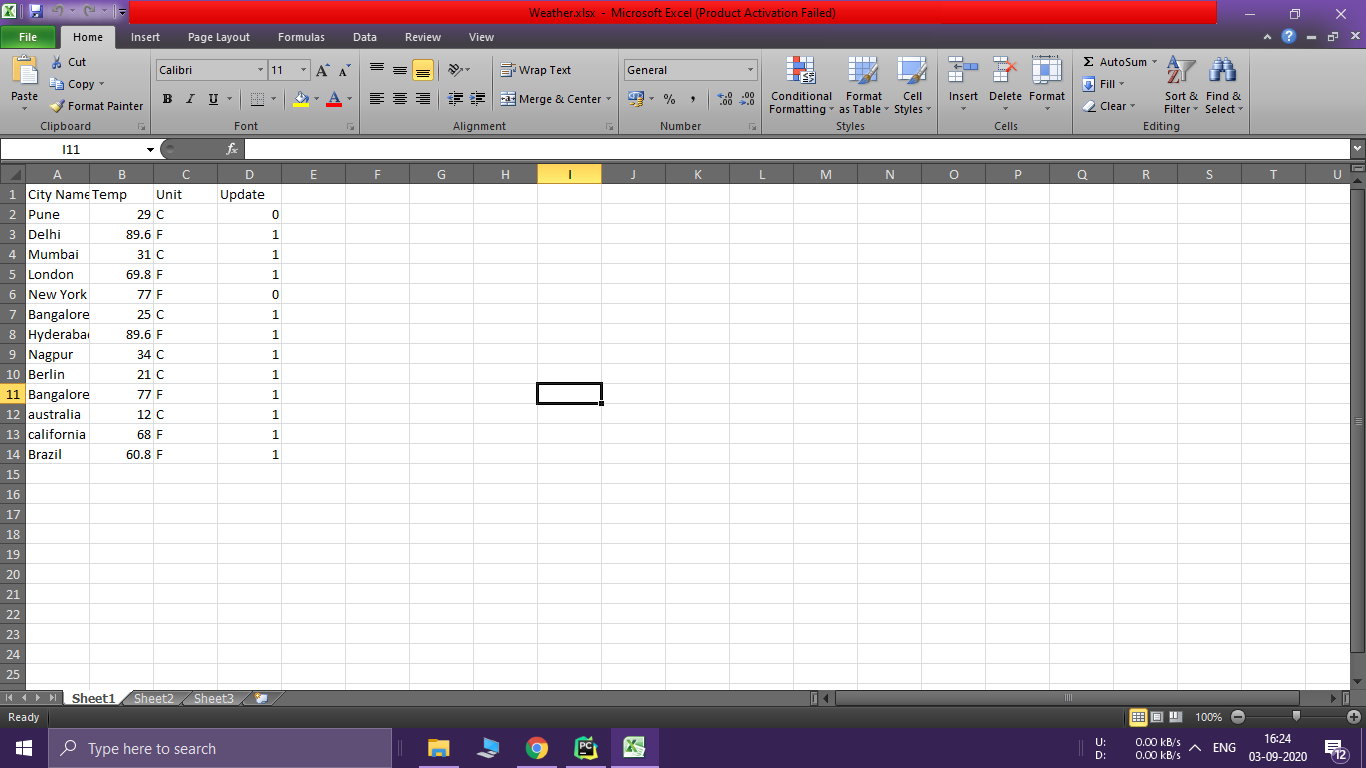 Weather.xlsx - Microsoft Excel (Product Activation Failed)
File Home Insert Page Layout Formulas Data Review View
Paste
Cut
Copy
Format Painter
Clipboard
Calibri 11
B I U
A A
Font
Wrap Text
Merge & Center
Alignment
General
% , .00 .0
Number
Conditional Formatting
Format as Table
Cell Styles
Styles
Insert Delete Format
Cells
Σ AutoSum
Fill
Clear
Sort & Filter
Find & Select
Editing
I11 fx
A B C D E F G H I J K L M N O P Q R S T U
1 City Name Temp Unit Update
2 Pune 29 C 0
3 Delhi 89.6 F 1
4 Mumbai 31 C 1
5 London 69.8 F 1
6 New York 77 F 0
7 Bangalore 25 C 1
8 Hyderabad 89.6 F 1
9 Nagpur 34 C 1
10 Berlin 21 C 1
11 Bangalore 77 F 1
12 australia 12 C 1
13 california 68 F 1
14 Brazil 60.8 F 1
15
16
17
18
19
20
21
22
23
24
25
Sheet1 Sheet2 Sheet3
Ready 100%
Type here to search
PC
U: 0.00 kB/s
D: 0.00 kB/s
ENG
16:24
03-09-2020
12